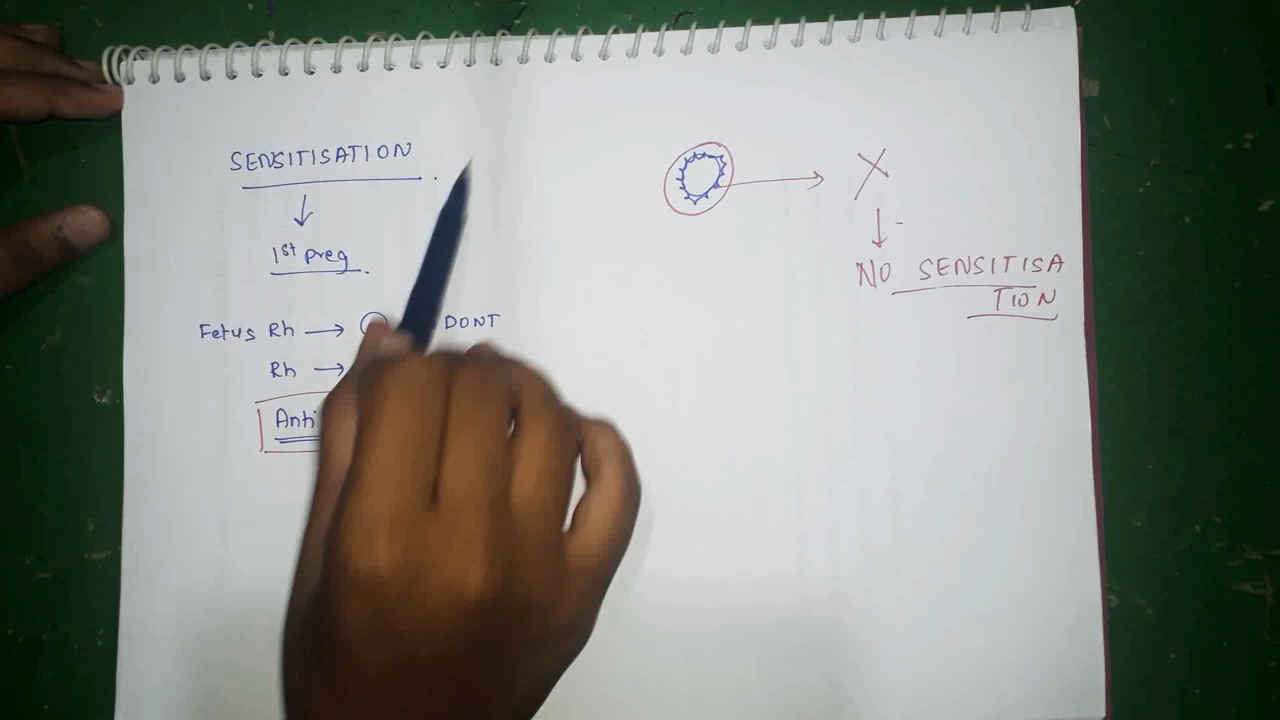 SENSITISATION
1st preg.
Fetus Rh → DONT
Rh →
Anti
X
NO SENSITISA
TION